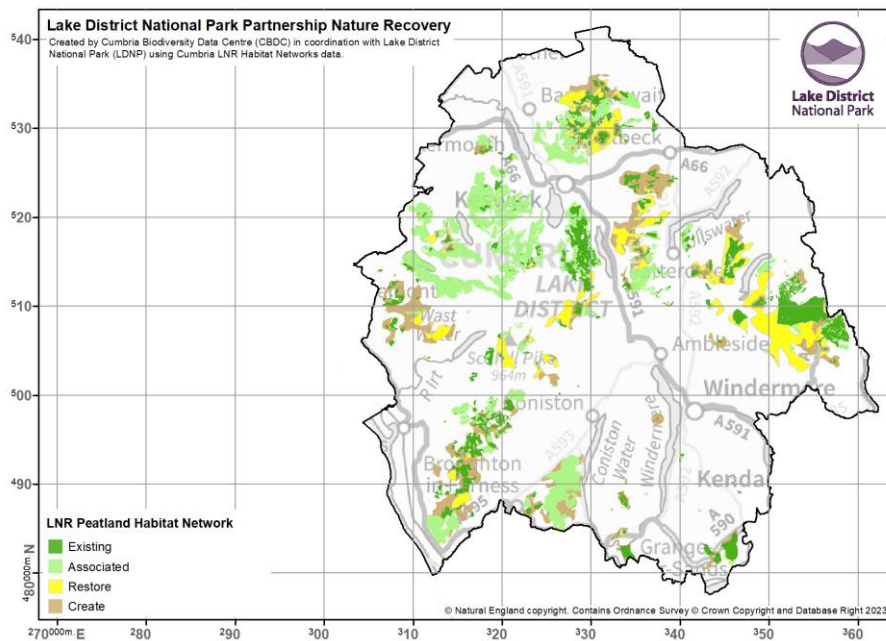 Lake District National Park Partnership Nature Recovery
Created by Cumbria Biodiversity Data Centre (CBDC) in coordination with Lake District
National Park (LDNP) using Cumbria LNR Habitat Networks data.
Lake District
National Park
540
530
520
510
500
490
480000m N
A591
A66
A66
A592
Ullswater
CUMBRIA
LAKE
DISTRICT
A591
A592
Wast
Water
Scafell Pike
964m
Ambleside
R Irt
Windermere
Coniston
A591
A593
Coniston
Water
Windermere
Broughton
in Furness
Kenda
A595
A
590
Grange
-Sands
LNR Peatland Habitat Network
Existing
Associated
Restore
Create
© Natural England copyright. Contains Ordnance Survey © Crown Copyright and Database Right 2023
270000m E
280
290
300
310
320
330
340
350
360